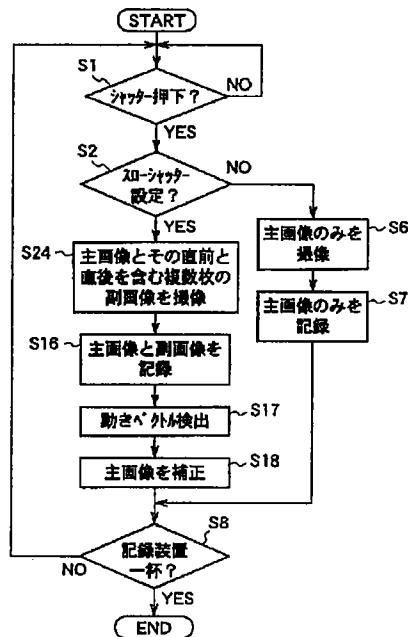 START
S1
シャッター押下？
NO
YES
S2
スローシャッター
設定？
NO
YES
S24
主画像とその直前と
直後を含む複数枚の
副画像を撮像
S6
主画像のみを
撮像
S7
主画像のみを
記録
S16
主画像と副画像を
記録
S17
動きベクトル検出
S18
主画像を補正
S8
記録装置
一杯？
NO
YES
END